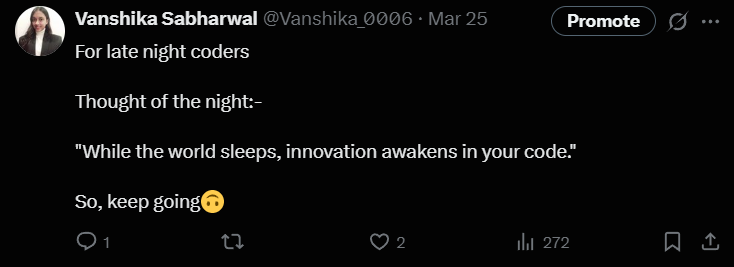 Vanshika Sabharwal @Vanshika_0006 · Mar 25 Promote
For late night coders
Thought of the night:-
"While the world sleeps, innovation awakens in your code."
So, keep going🙃
1 2 272